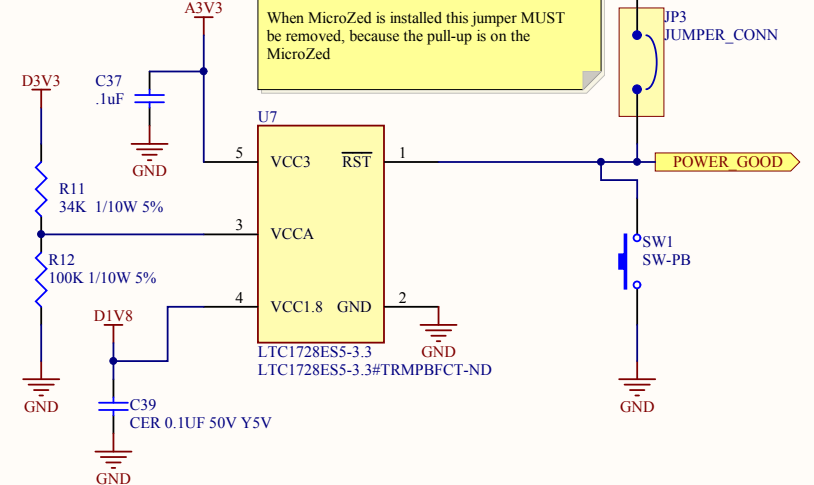 A3V3
When MicroZed is installed this jumper MUST
be removed, because the pull-up is on the
MicroZed
JP3
JUMPER_CONN
D3V3
C37
.1uF
GND
U7
5
VCC3
RST
1
POWER_GOOD
R11
34K 1/10W 5%
3
VCCA
R12
100K 1/10W 5%
SW1
SW-PB
4
VCC1.8
GND
2
D1V8
GND
LTC1728ES5-3.3
LTC1728ES5-3.3#TRMPBFCT-ND
GND
GND
C39
CER 0.1UF 50V Y5V
GND